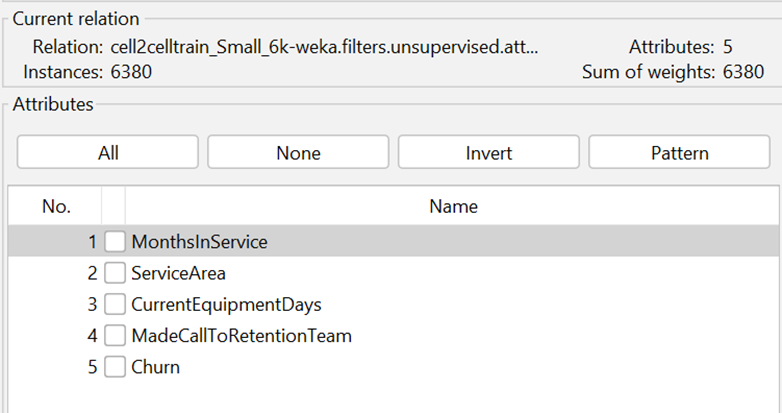 Current relation
Relation: cell2celltrain_Small_6k-weka.filters.unsupervised.att... Attributes: 5
Instances: 6380 Sum of weights: 6380
Attributes
All None Invert Pattern
No. Name
1 MonthsInService
2 ServiceArea
3 CurrentEquipmentDays
4 MadeCallToRetentionTeam
5 Churn